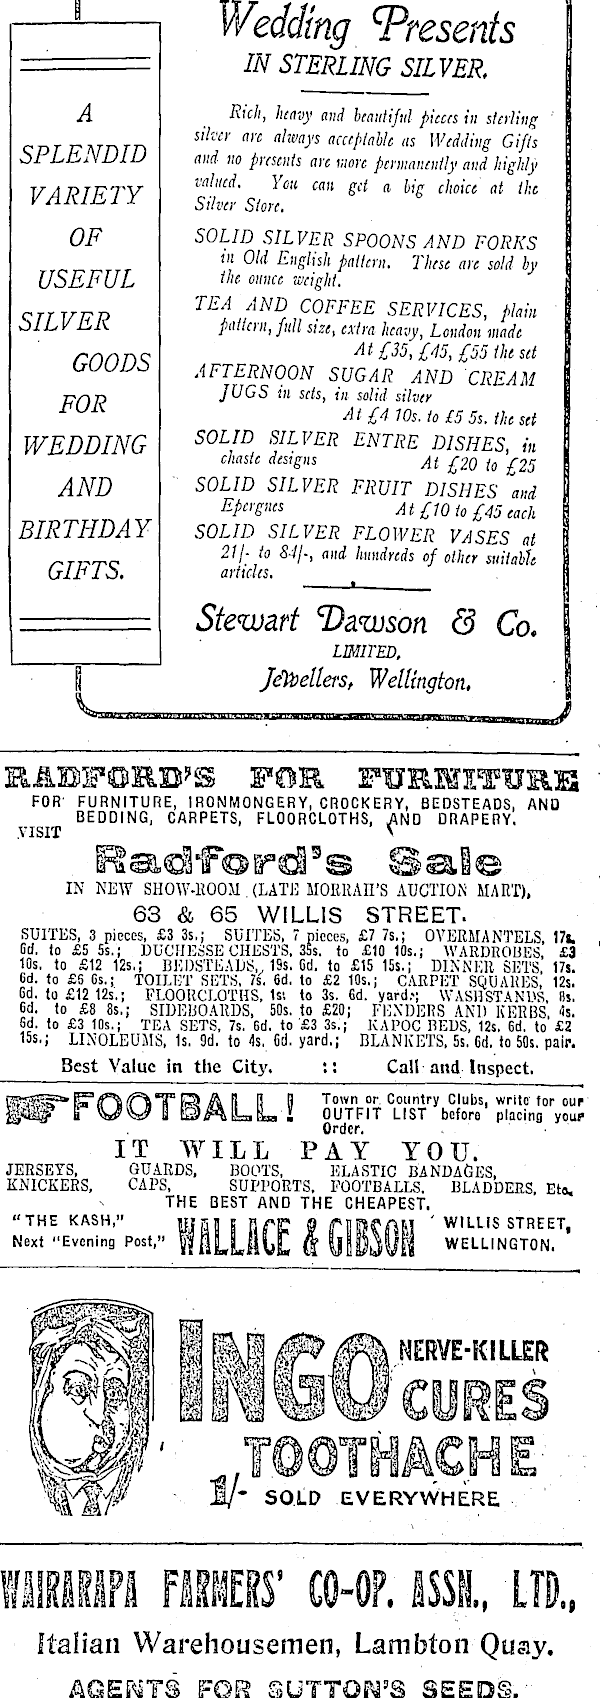 A
SPLENDID
VARIETY
OF
USEFUL
SILVER
GOODS
FOR
WEDDING
AND
BIRTHDAY
GIFTS.
Wedding Presents
IN STERLING SILVER.
Rich, heavy and beautiful pieces in sterling
silver are always acceptable as Wedding Gifts
and no presents are more permanently and highly
valued. You can get a big choice at the
Silver Store.
SOLID SILVER SPOONS AND FORKS
in Old English pattern. These are sold by
the ounce weight.
TEA AND COFFEE SERVICES, plain
pattern, full size, extra heavy, London made
At £35, £45, £55 the set
AFTERNOON SUGAR AND CREAM
JUGS in sets, in solid silver
At £4 10s. to £5 5s. the set
SOLID SILVER ENTRE DISHES, in
chaste designs At £20 to £25
SOLID SILVER FRUIT DISHES and
Epergnes At £10 to £45 each
SOLID SILVER FLOWER VASES at
21/- to 84/-, and hundreds of other suitable
articles.
Stewart Dawson & Co.
LIMITED,
Jewellers, Wellington.
RADFORD'S FOR FURNITURE
FOR FURNITURE, IRONMONGERY, CROCKERY, BEDSTEADS, AND
BEDDING, CARPETS, FLOORCLOTHS, AND DRAPERY.
VISIT
Radford's Sale
IN NEW SHOW-ROOM (LATE MORRAH'S AUCTION MART),
63 & 65 WILLIS STREET.
SUITES, 3 pieces, £3 3s.; SUITES, 7 pieces, £7 7s.; OVERMANTELS, 17s.
6d. to £5 5s.; DUCHESSE CHESTS, 35s. to £10 10s.; WARDROBES, £3
10s. to £12 12s.; BEDSTEADS, 19s. 6d. to £15 15s.; DINNER SETS, 17s.
6d. to £6 6s.; TOILET SETS, 7s. 6d. to £2 10s.; CARPET SQUARES, 12s.
6d. to £12 12s.; FLOORCLOTHS, 1s. to 3s. 6d. yard; WASHSTANDS, 8s.
6d. to £8 8s.; SIDEBOARDS, 50s. to £20; FENDERS AND KERBS, 4s.
6d. to £3 10s.; TEA SETS, 7s. 6d. to £3 3s.; KAPOC BEDS, 12s. 6d. to £2
15s.; LINOLEUMS, 1s. 9d. to 4s. 6d. yard.; BLANKETS, 5s. 6d. to 50s. pair.
Best Value in the City. :: Call and Inspect.
FOOTBALL! Town or Country Clubs, write for our
OUTFIT LIST before placing your
Order.
IT WILL PAY YOU.
JERSEYS, GUARDS, BOOTS, ELASTIC BANDAGES,
KNICKERS, CAPS, SUPPORTS, FOOTBALLS, BLADDERS, Etc.
THE BEST AND THE CHEAPEST.
"THE KASH," WALLACE & GIBSON WILLIS STREET,
Next "Evening Post," WELLINGTON.
INGO NERVE-KILLER
CURES
TOOTHACHE
1/- SOLD EVERYWHERE
WAIRARAPA FARMERS' CO-OP. ASSN., LTD.,
Italian Warehousemen, Lambton Quay.
AGENTS FOR SUTTON'S SEEDS.